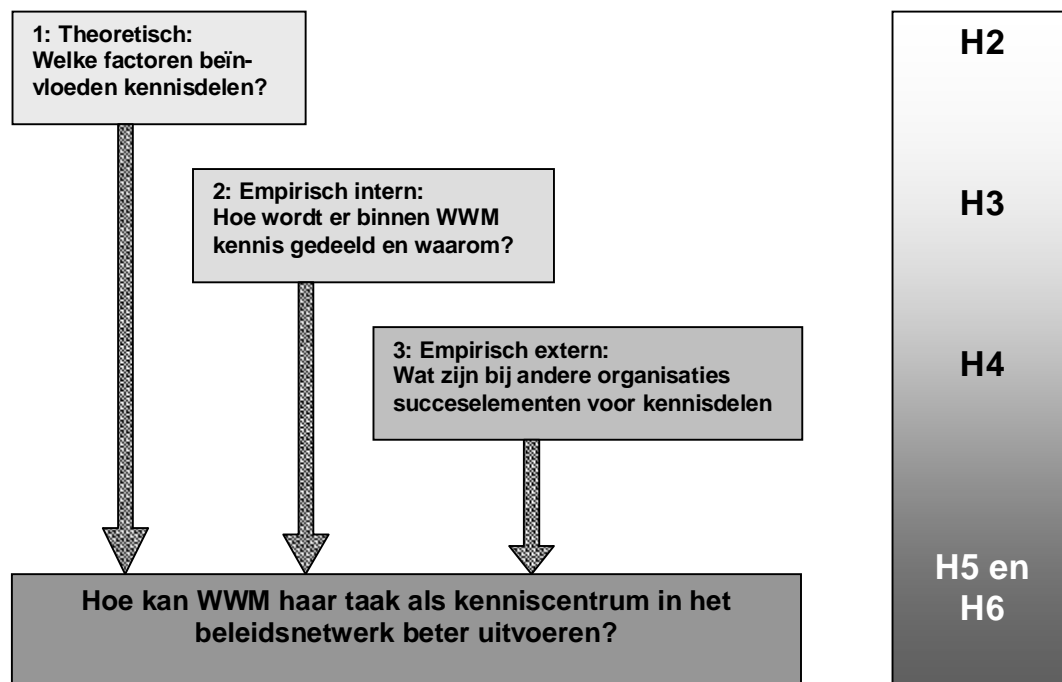 1: Theoretisch:
Welke factoren beïn-
vloeden kennisdelen?
H2
2: Empirisch intern:
Hoe wordt er binnen WWM
kennis gedeeld en waarom?
H3
3: Empirisch extern:
Wat zijn bij andere organisaties
succeselementen voor kennisdelen
H4
Hoe kan WWM haar taak als kenniscentrum in het
beleidsnetwerk beter uitvoeren?
H5 en
H6